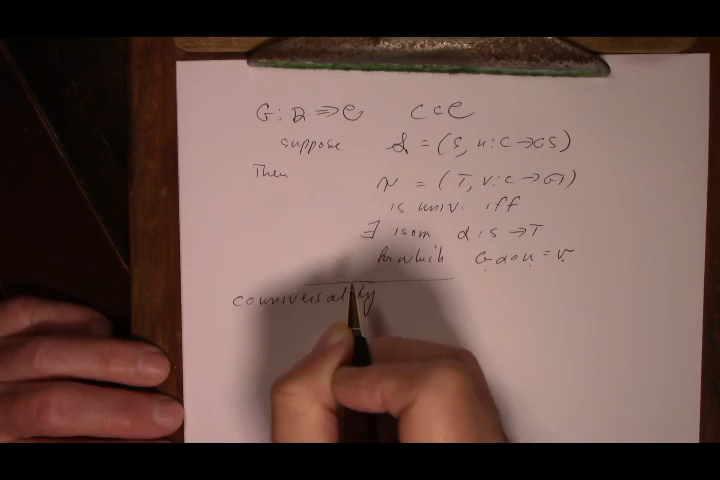 G : D ⇒ C    C ∈ C
suppose    S = (S, u : C → GS)
Then    N = (T, v : C → GT)
is univ. iff
∃ isom α : S → T
for which Gα∘u = v.
couniversality